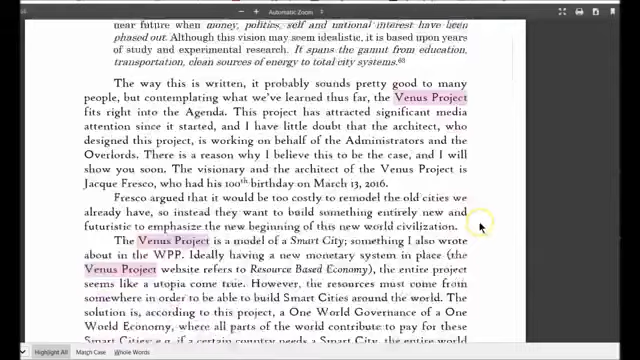 Automatic Zoom
near future when money, politics, self and national interest have been
phased out. Although this vision may seem idealistic, it is based upon years
of study and experimental research. It spans the gamut from education,
transportation, clean sources of energy to total city systems.
The way this is written, it probably sounds pretty good to many
people, but contemplating what we've learned thus far, the Venus Project
fits right into the Agenda. This project has attracted significant media
attention since it started, and I have little doubt that the architect, who
designed this project, is working on behalf of the Administrators and the
Overlords. There is a reason why I believe this to be the case, and I will
show you soon. The visionary and the architect of the Venus Project is
Jacque Fresco, who had his 100th birthday on March 13, 2016.
Fresco argued that it would be too costly to remodel the old cities we
already have, so instead they want to build something entirely new and
futuristic to emphasize the new beginning of this new world civilization.
The Venus Project is a model of a Smart City; something I also wrote
about in the WPP. Ideally having a new monetary system in place (the
Venus Project website refers to Resource Based Economy), the entire project
seems like a utopia come true. However, the resources must come from
somewhere in order to be able to build Smart Cities around the world. The
solution is, according to this project, a One World Governance of a One
World Economy, where all parts of the world contribute to pay for these
Smart Cities; e.g. if a certain country needs a Smart City, the entire world
Highlight All Match Case Whole Words